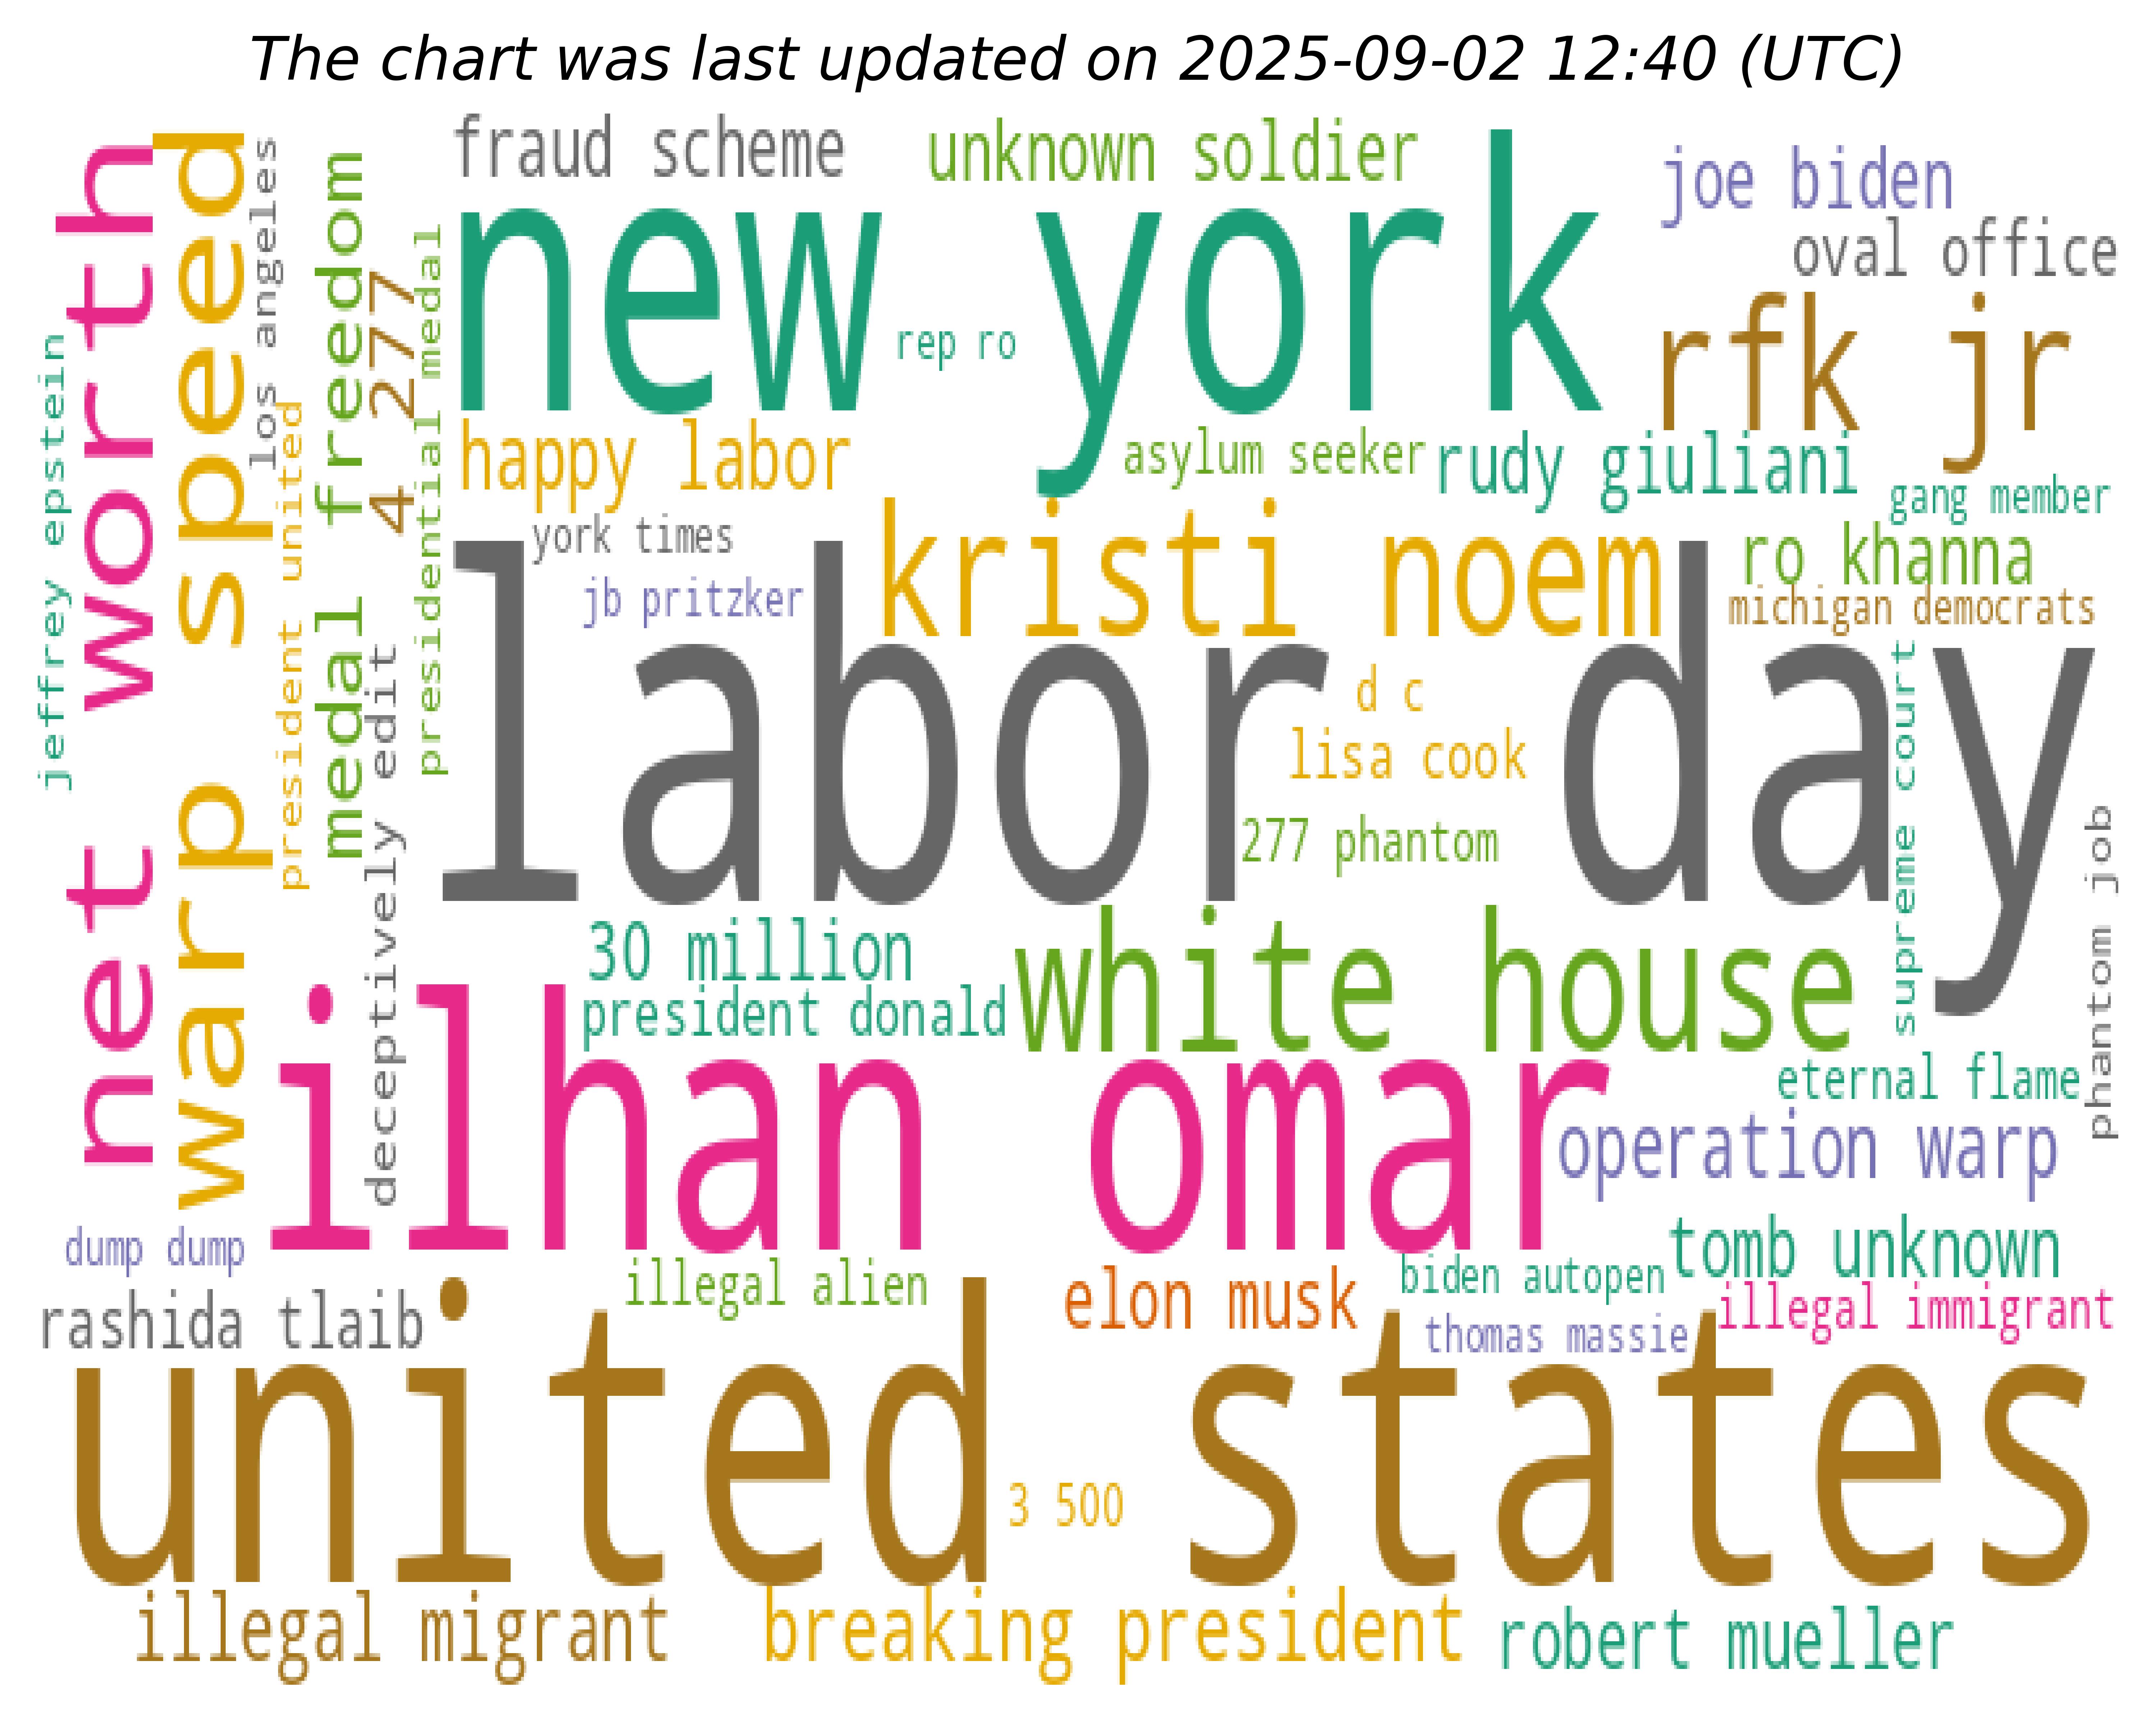 The chart was last updated on 2025-09-02 12:40 (UTC)
fraud scheme
unknown soldier
joe biden
oval office
new york
rep ro
rfk jr
happy labor
asylum seeker
rudy giuliani
gang member
york times
kristi noem
ro khanna
jb pritzker
michigan democrats
labor day
d c
lisa cook
277 phantom
supreme court
phantom job
jeffrey epstein
net worth
warp speed
los angeles
president united
medal freedom
4 277
deceptively edit
presidential medal
30 million
white house
president donald
ilhan omar
eternal flame
operation warp
dump dump
tomb unknown
illegal alien
elon musk
biden autopen
rashida tlaib
thomas massie
illegal immigrant
united states
3 500
illegal migrant
breaking president
robert mueller